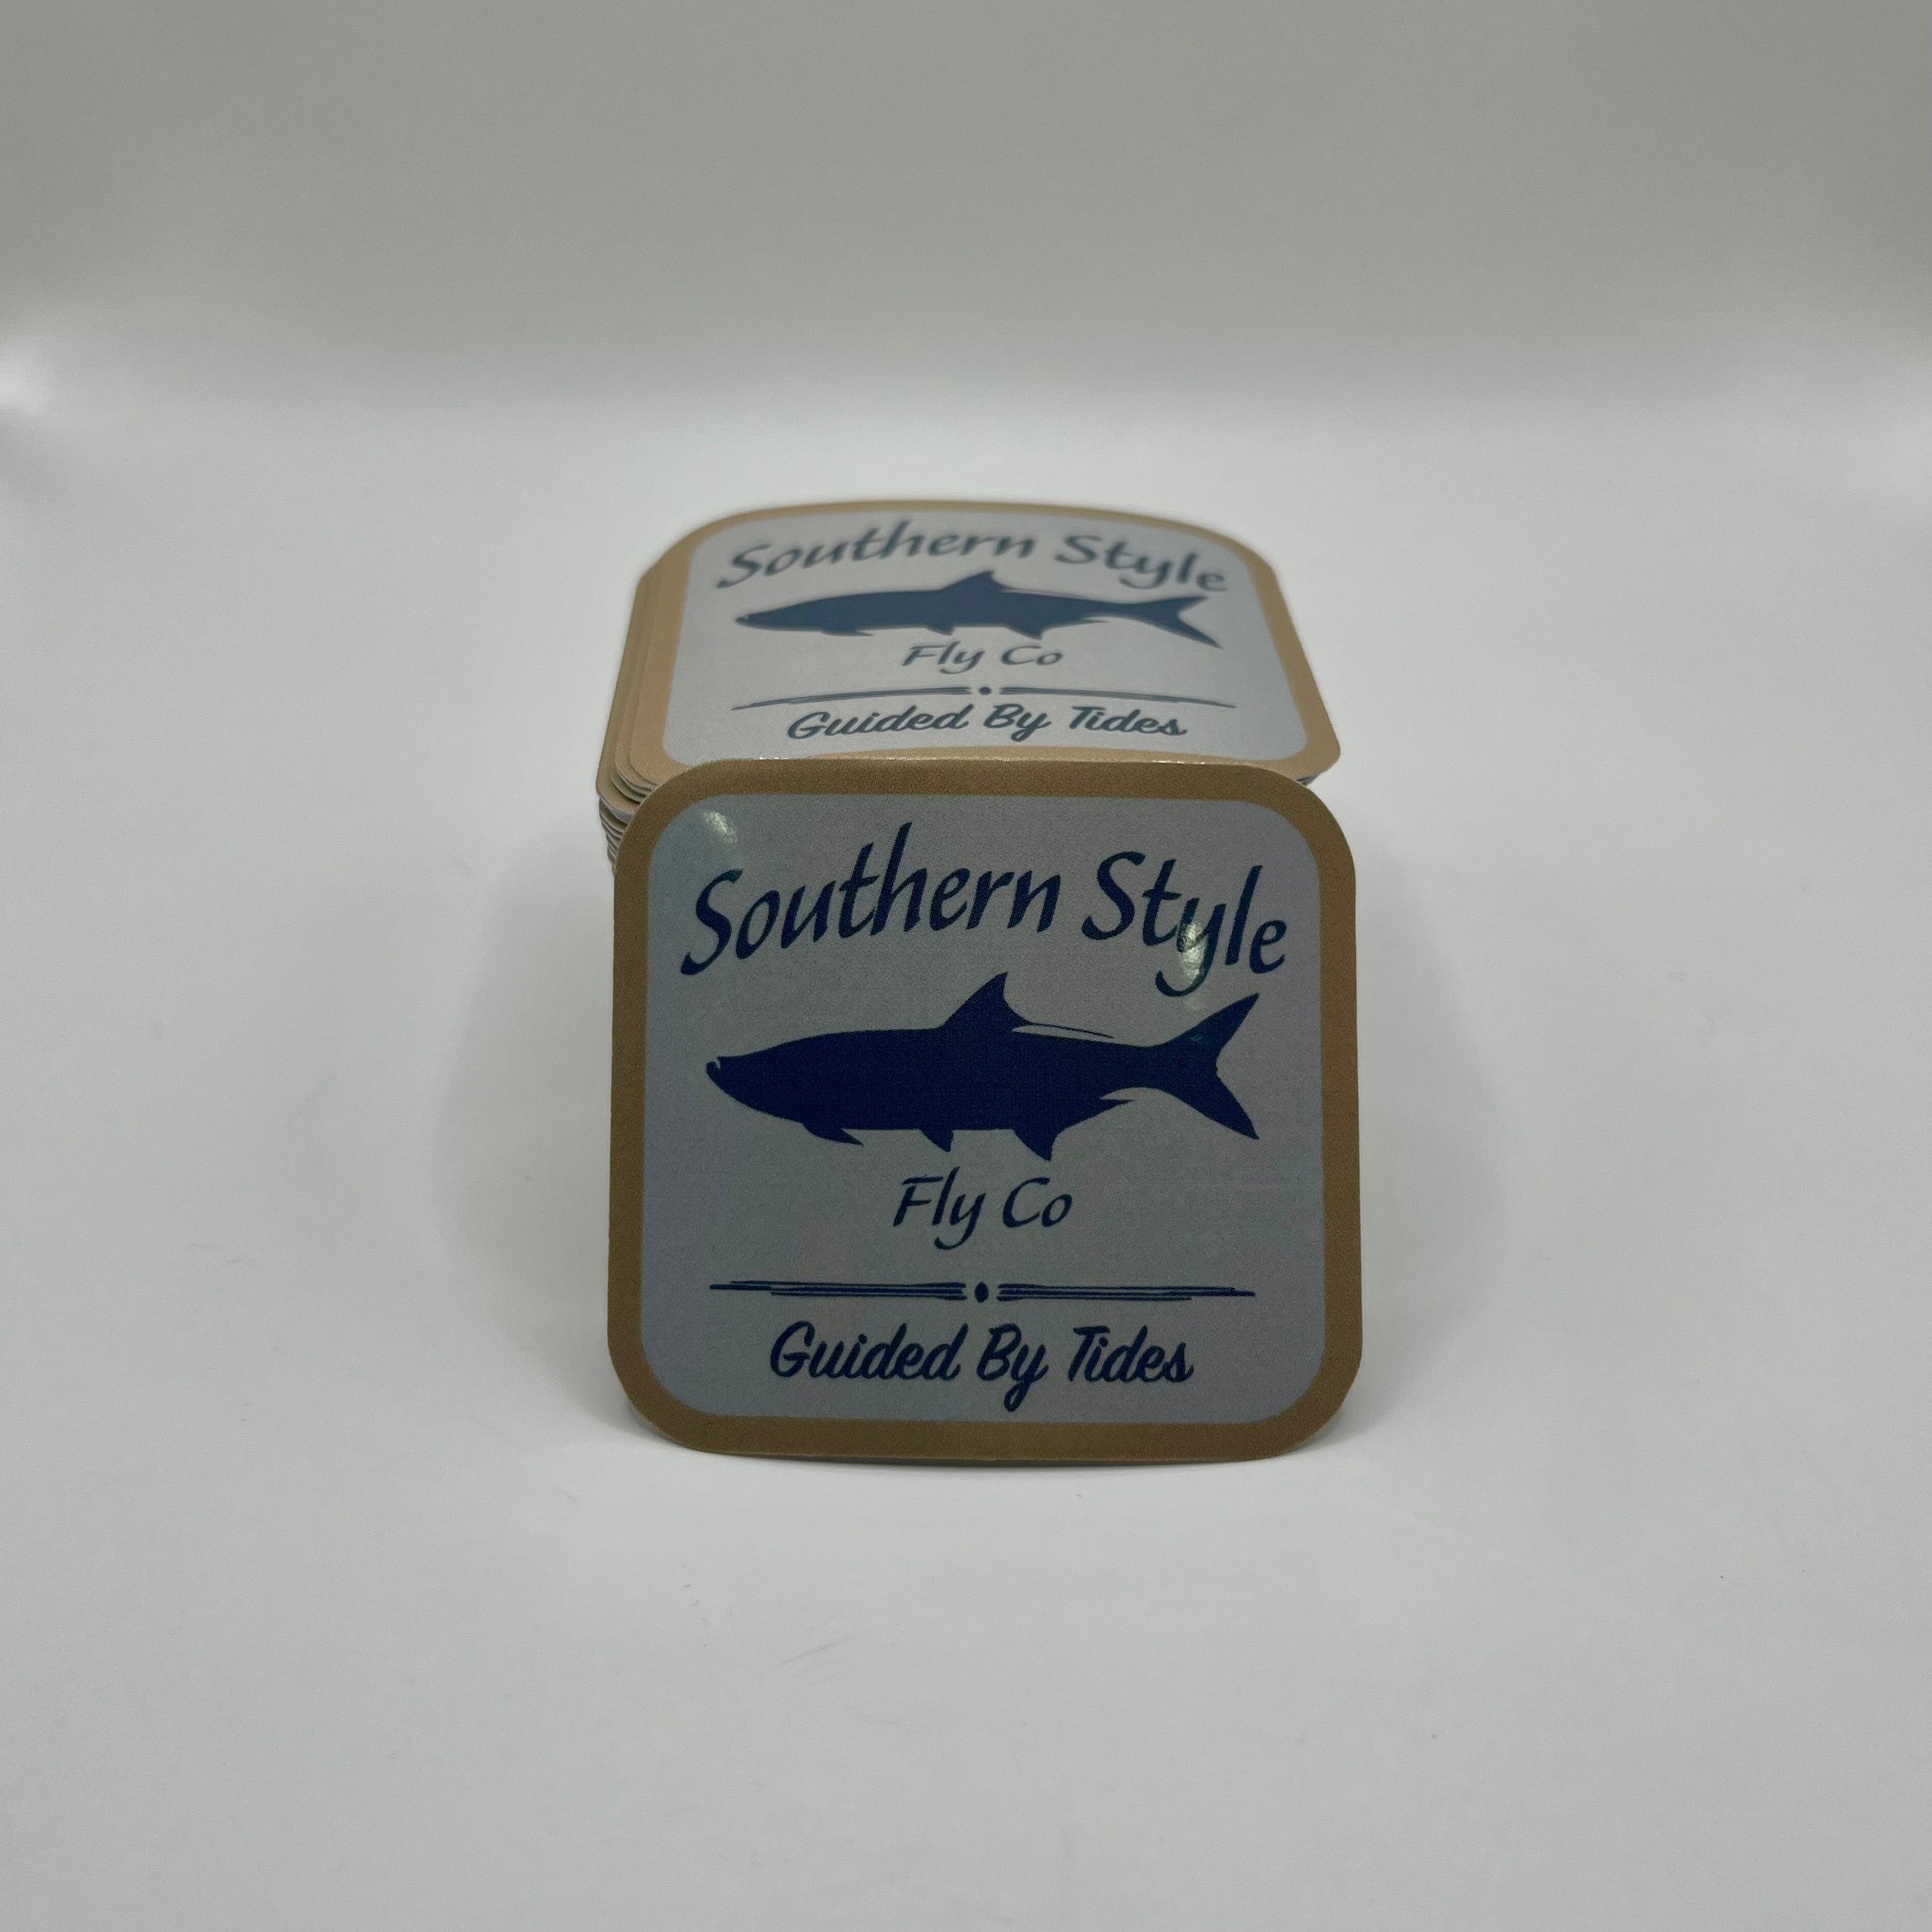 Southern Style
Fly Co
Guided By Tides
Southern Style
Fly Co
Guided By Tides